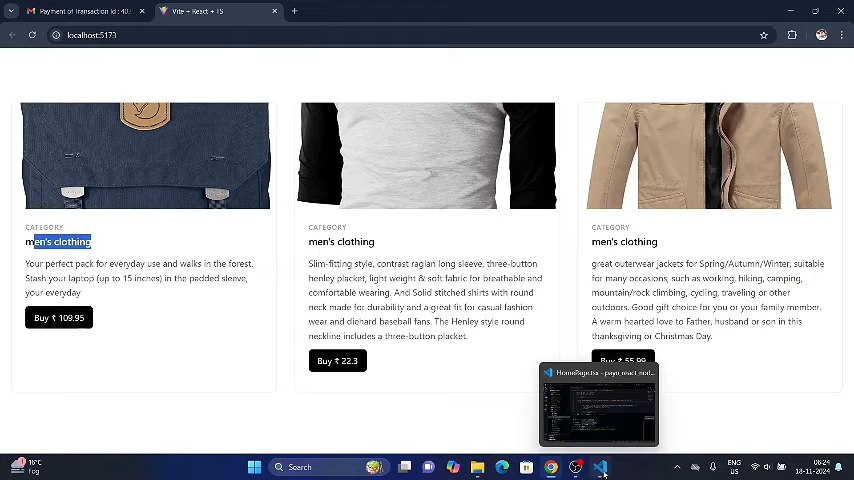 Payment of Transaction Id : 403
Vite + React + TS
localhost:5173
CATEGORY
men's clothing
Your perfect pack for everyday use and walks in the forest.
Stash your laptop (up to 15 inches) in the padded sleeve,
your everyday
Buy ₹ 109.95
CATEGORY
men's clothing
Slim-fitting style, contrast raglan long sleeve, three-button
henley placket, light weight & soft fabric for breathable and
comfortable wearing. And Solid stitched shirts with round
neck made for durability and a great fit for casual fashion
wear and diehard baseball fans. The Henley style round
neckline includes a three-button placket.
Buy ₹ 22.3
CATEGORY
men's clothing
great outerwear jackets for Spring/Autumn/Winter, suitable
for many occasions, such as working, hiking, camping,
mountain/rock climbing, cycling, traveling or other
outdoors. Good gift choice for you or your family member.
A warm hearted love to Father, husband or son in this
thanksgiving or Christmas Day.
Buy ₹ 55.99
HomePage.tsx - payu_react_nod...
16°C
Fog
Search
ENG
US
06:24
18-11-2024